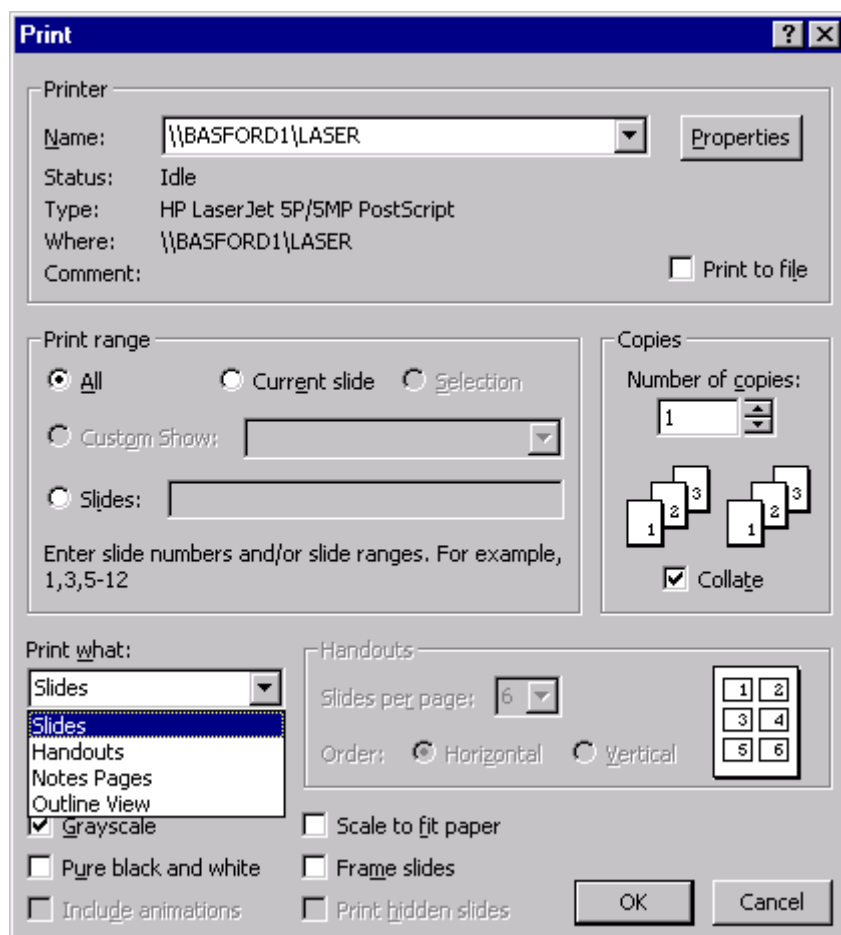 Print
Printer
Name: \\BASFORD1\LASER Properties
Status: Idle
Type: HP LaserJet 5P/5MP PostScript
Where: \\BASFORD1\LASER
Comment: Print to file
Print range
All Current slide Selection
Custom Show:
Slides:
Enter slide numbers and/or slide ranges. For example,
1,3,5-12
Copies
Number of copies:
1
1 2 3 1 2 3
Collate
Print what:
Slides
Slides
Handouts
Notes Pages
Outline View
Handouts
Slides per page: 6
Order: Horizontal Vertical
1 2
3 4
5 6
Grayscale Scale to fit paper
Pure black and white Frame slides
Include animations Print hidden slides
OK Cancel